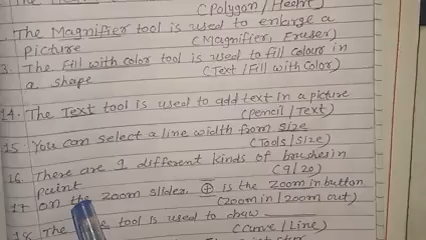 (Polygon / Heart)
The Magnifier tool is used to enlarge a
picture (Magnifier, Eraser)
3. The Fill with color tool is used to fill colours in
a shape (Text / Fill with Color)
14. The Text tool is used to add text in a picture
(pencil / Text)
15. You can select a line width from size
(Tools / Size)
16. There are 9 different kinds of brushes in
paint (9 / 20)
17. On the zoom slider, ⊕ is the zoom in button
(Zoom in / zoom out)
18. The tool is used to draw
(Curve / Line)